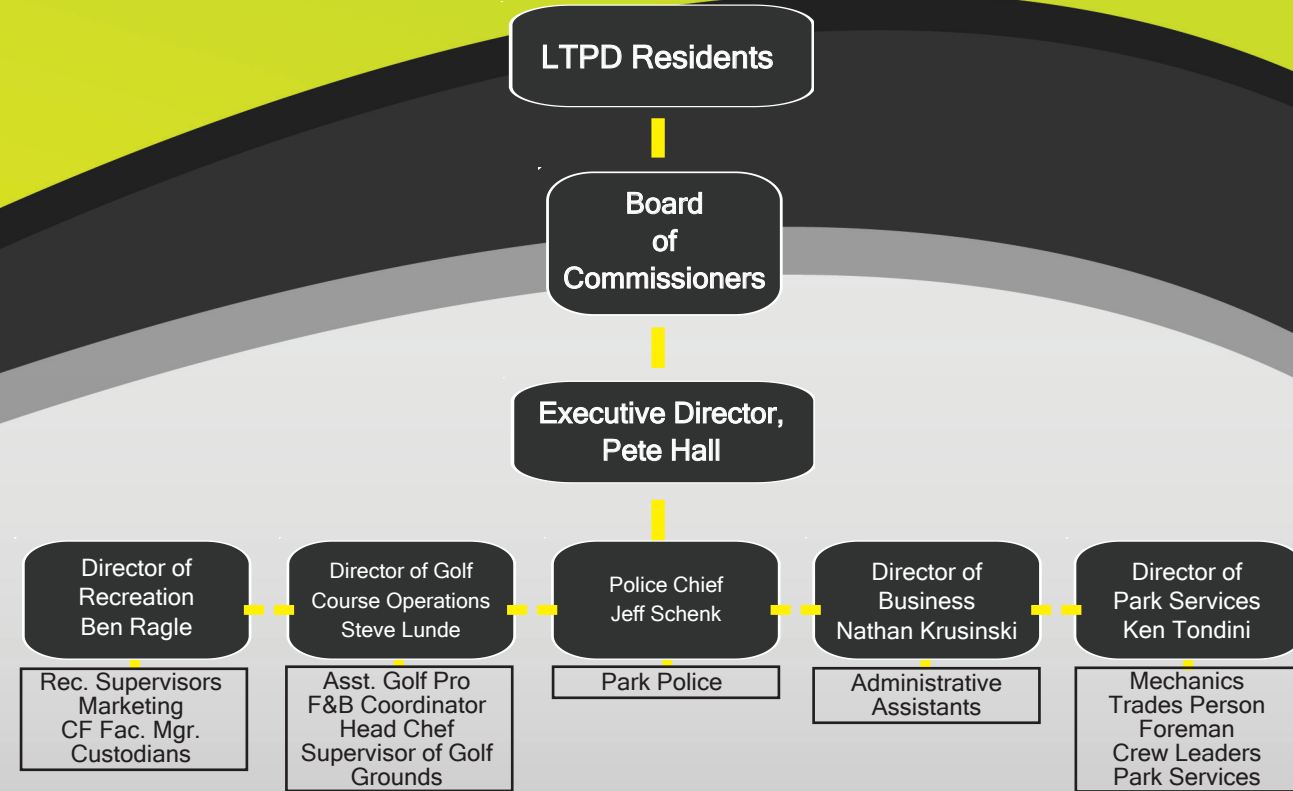 LTPD Residents
Board
of
Commissioners
Executive Director,
Pete Hall
Director of
Recreation
Ben Ragle
Director of Golf
Course Operations
Steve Lunde
Police Chief
Jeff Schenk
Director of
Business
Nathan Krusinski
Director of
Park Services
Ken Tondini
Rec. Supervisors
Marketing
CF Fac. Mgr.
Custodians
Asst. Golf Pro
F&B Coordinator
Head Chef
Supervisor of Golf
Grounds
Park Police
Administrative
Assistants
Mechanics
Trades Person
Foreman
Crew Leaders
Park Services